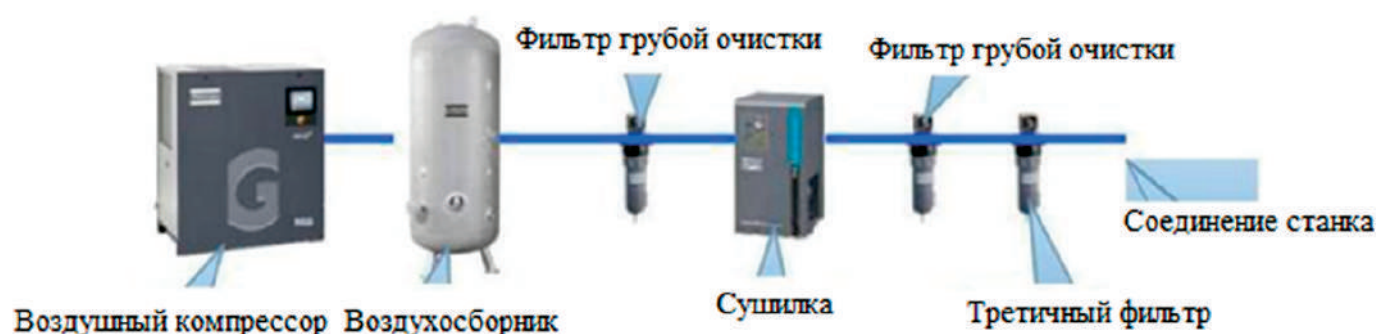 Фильтр грубой очистки
Фильтр грубой очистки
G
Соединение станка
Воздушный компрессор
Воздухосборник
Сушилка
Третичный фильтр